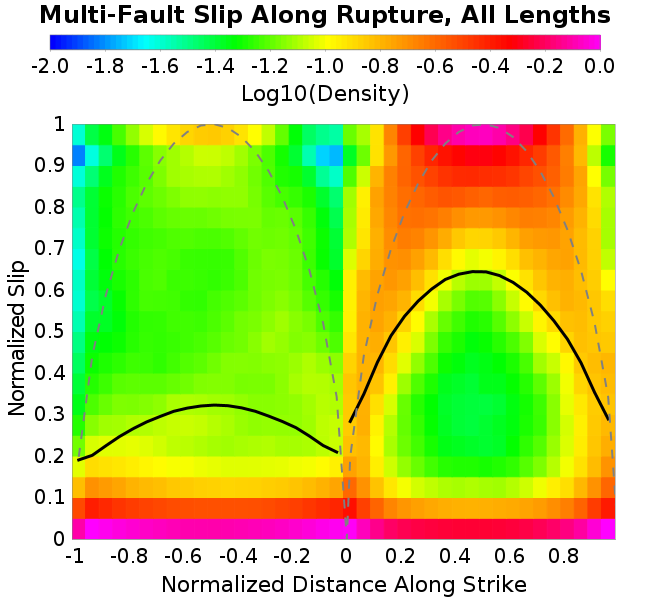 Multi-Fault Slip Along Rupture, All Lengths
-2.0 -1.8 -1.6 -1.4 -1.2 -1.0 -0.8 -0.6 -0.4 -0.2 0.0
Log10(Density)
1
0.9
0.8
0.7
0.6
0.5
0.4
0.3
0.2
0.1
0
Normalized Slip
-1 -0.8 -0.6 -0.4 -0.2 0 0.2 0.4 0.6 0.8
Normalized Distance Along Strike